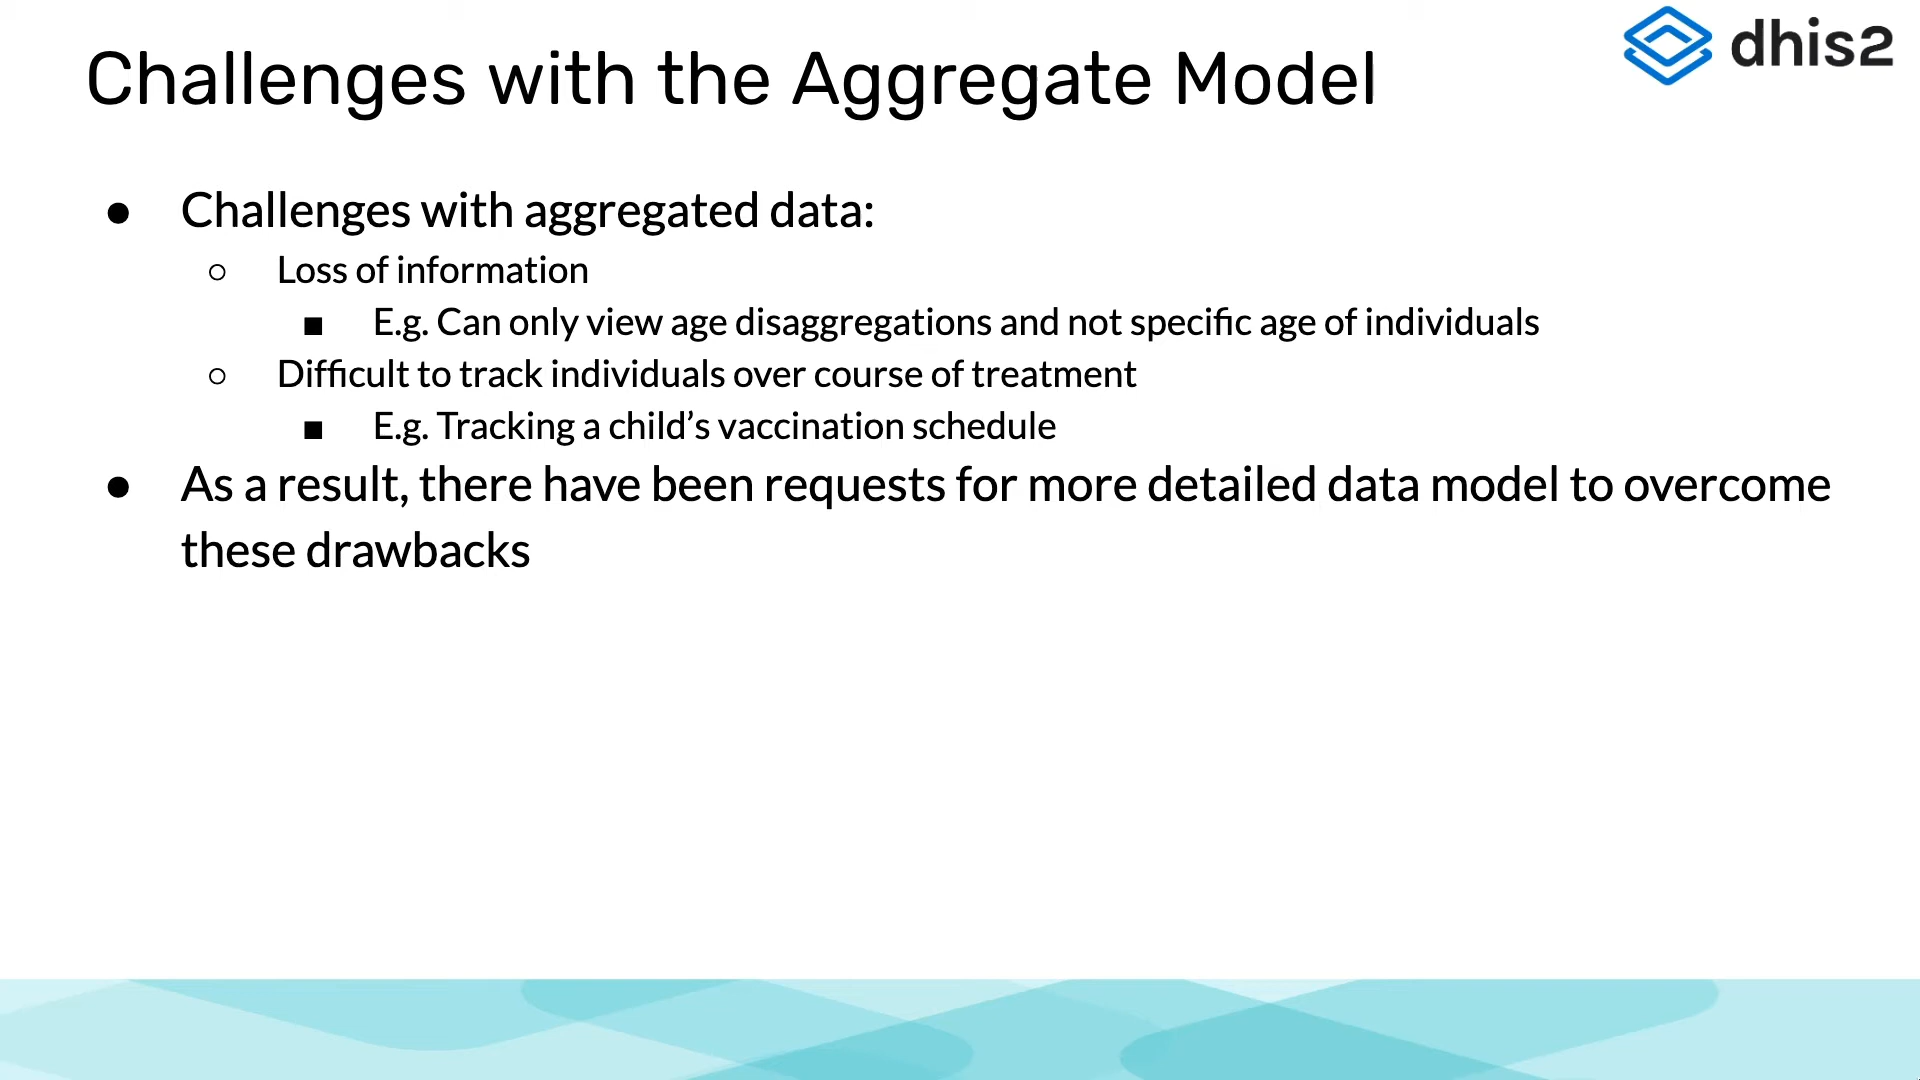 dhis2
Challenges with the Aggregate Model
● Challenges with aggregated data:
○ Loss of information
■ E.g. Can only view age disaggregations and not specific age of individuals
○ Difficult to track individuals over course of treatment
■ E.g. Tracking a child’s vaccination schedule
● As a result, there have been requests for more detailed data model to overcome
these drawbacks